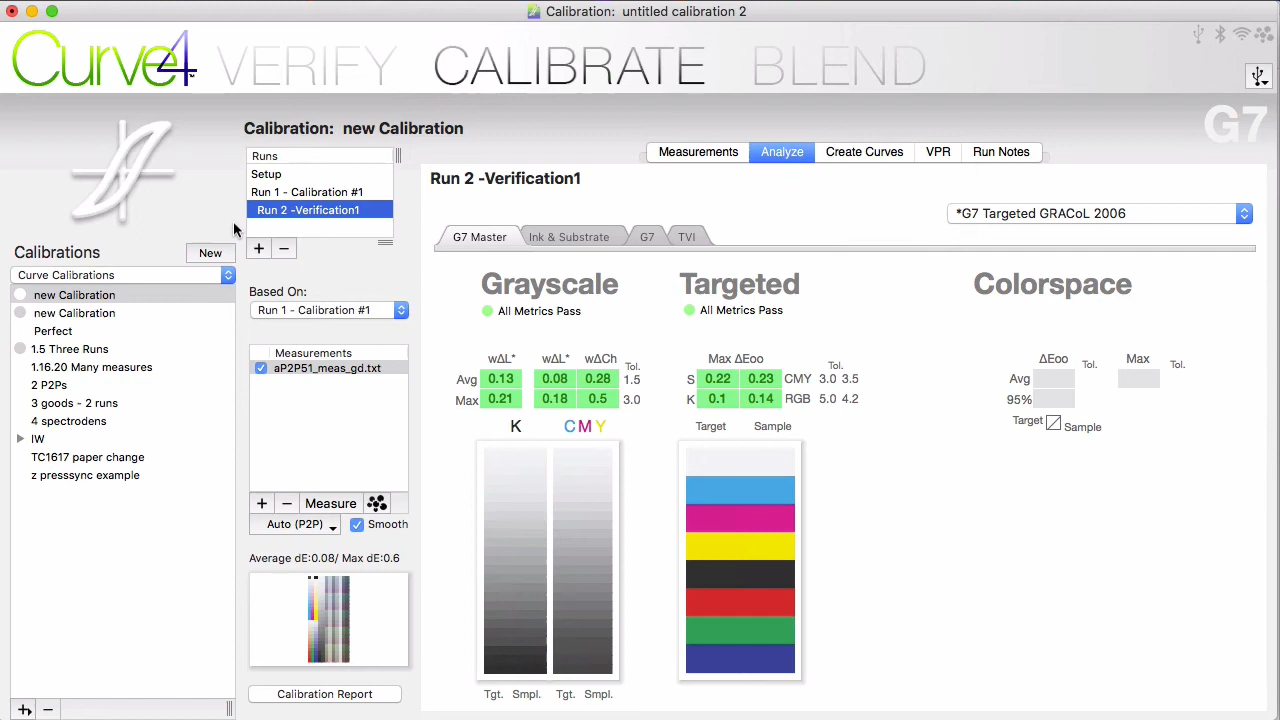 Calibration: untitled calibration 2
Curve4™ VERIFY CALIBRATE BLEND
G7
Calibration: new Calibration
Runs
Setup
Run 1 - Calibration #1
Run 2 -Verification1
+ −
Calibrations
New
Curve Calibrations
new Calibration
new Calibration
Perfect
1.5 Three Runs
1.16.20 Many measures
2 P2Ps
3 goods - 2 runs
4 spectrodens
IW
TC1617 paper change
z presssync example
Based On:
Run 1 - Calibration #1
Measurements
aP2P51_meas_gd.txt
+ − Measure
Auto (P2P) Smooth
Average dE:0.08/ Max dE:0.6
Calibration Report
Measurements Analyze Create Curves VPR Run Notes
Run 2 -Verification1
*G7 Targeted GRACoL 2006
G7 Master Ink & Substrate G7 TVI
Grayscale
All Metrics Pass
wΔL* wΔL* wΔCh Tol.
Avg 0.13 0.08 0.28 1.5
Max 0.21 0.18 0.5 3.0
K CMY
Tgt. Smpl. Tgt. Smpl.
Targeted
All Metrics Pass
Max ΔEoo Tol.
S 0.22 0.23 CMY 3.0 3.5
K 0.1 0.14 RGB 5.0 4.2
Target Sample
Colorspace
ΔEoo Tol. Max Tol.
Avg
95%
Target Sample